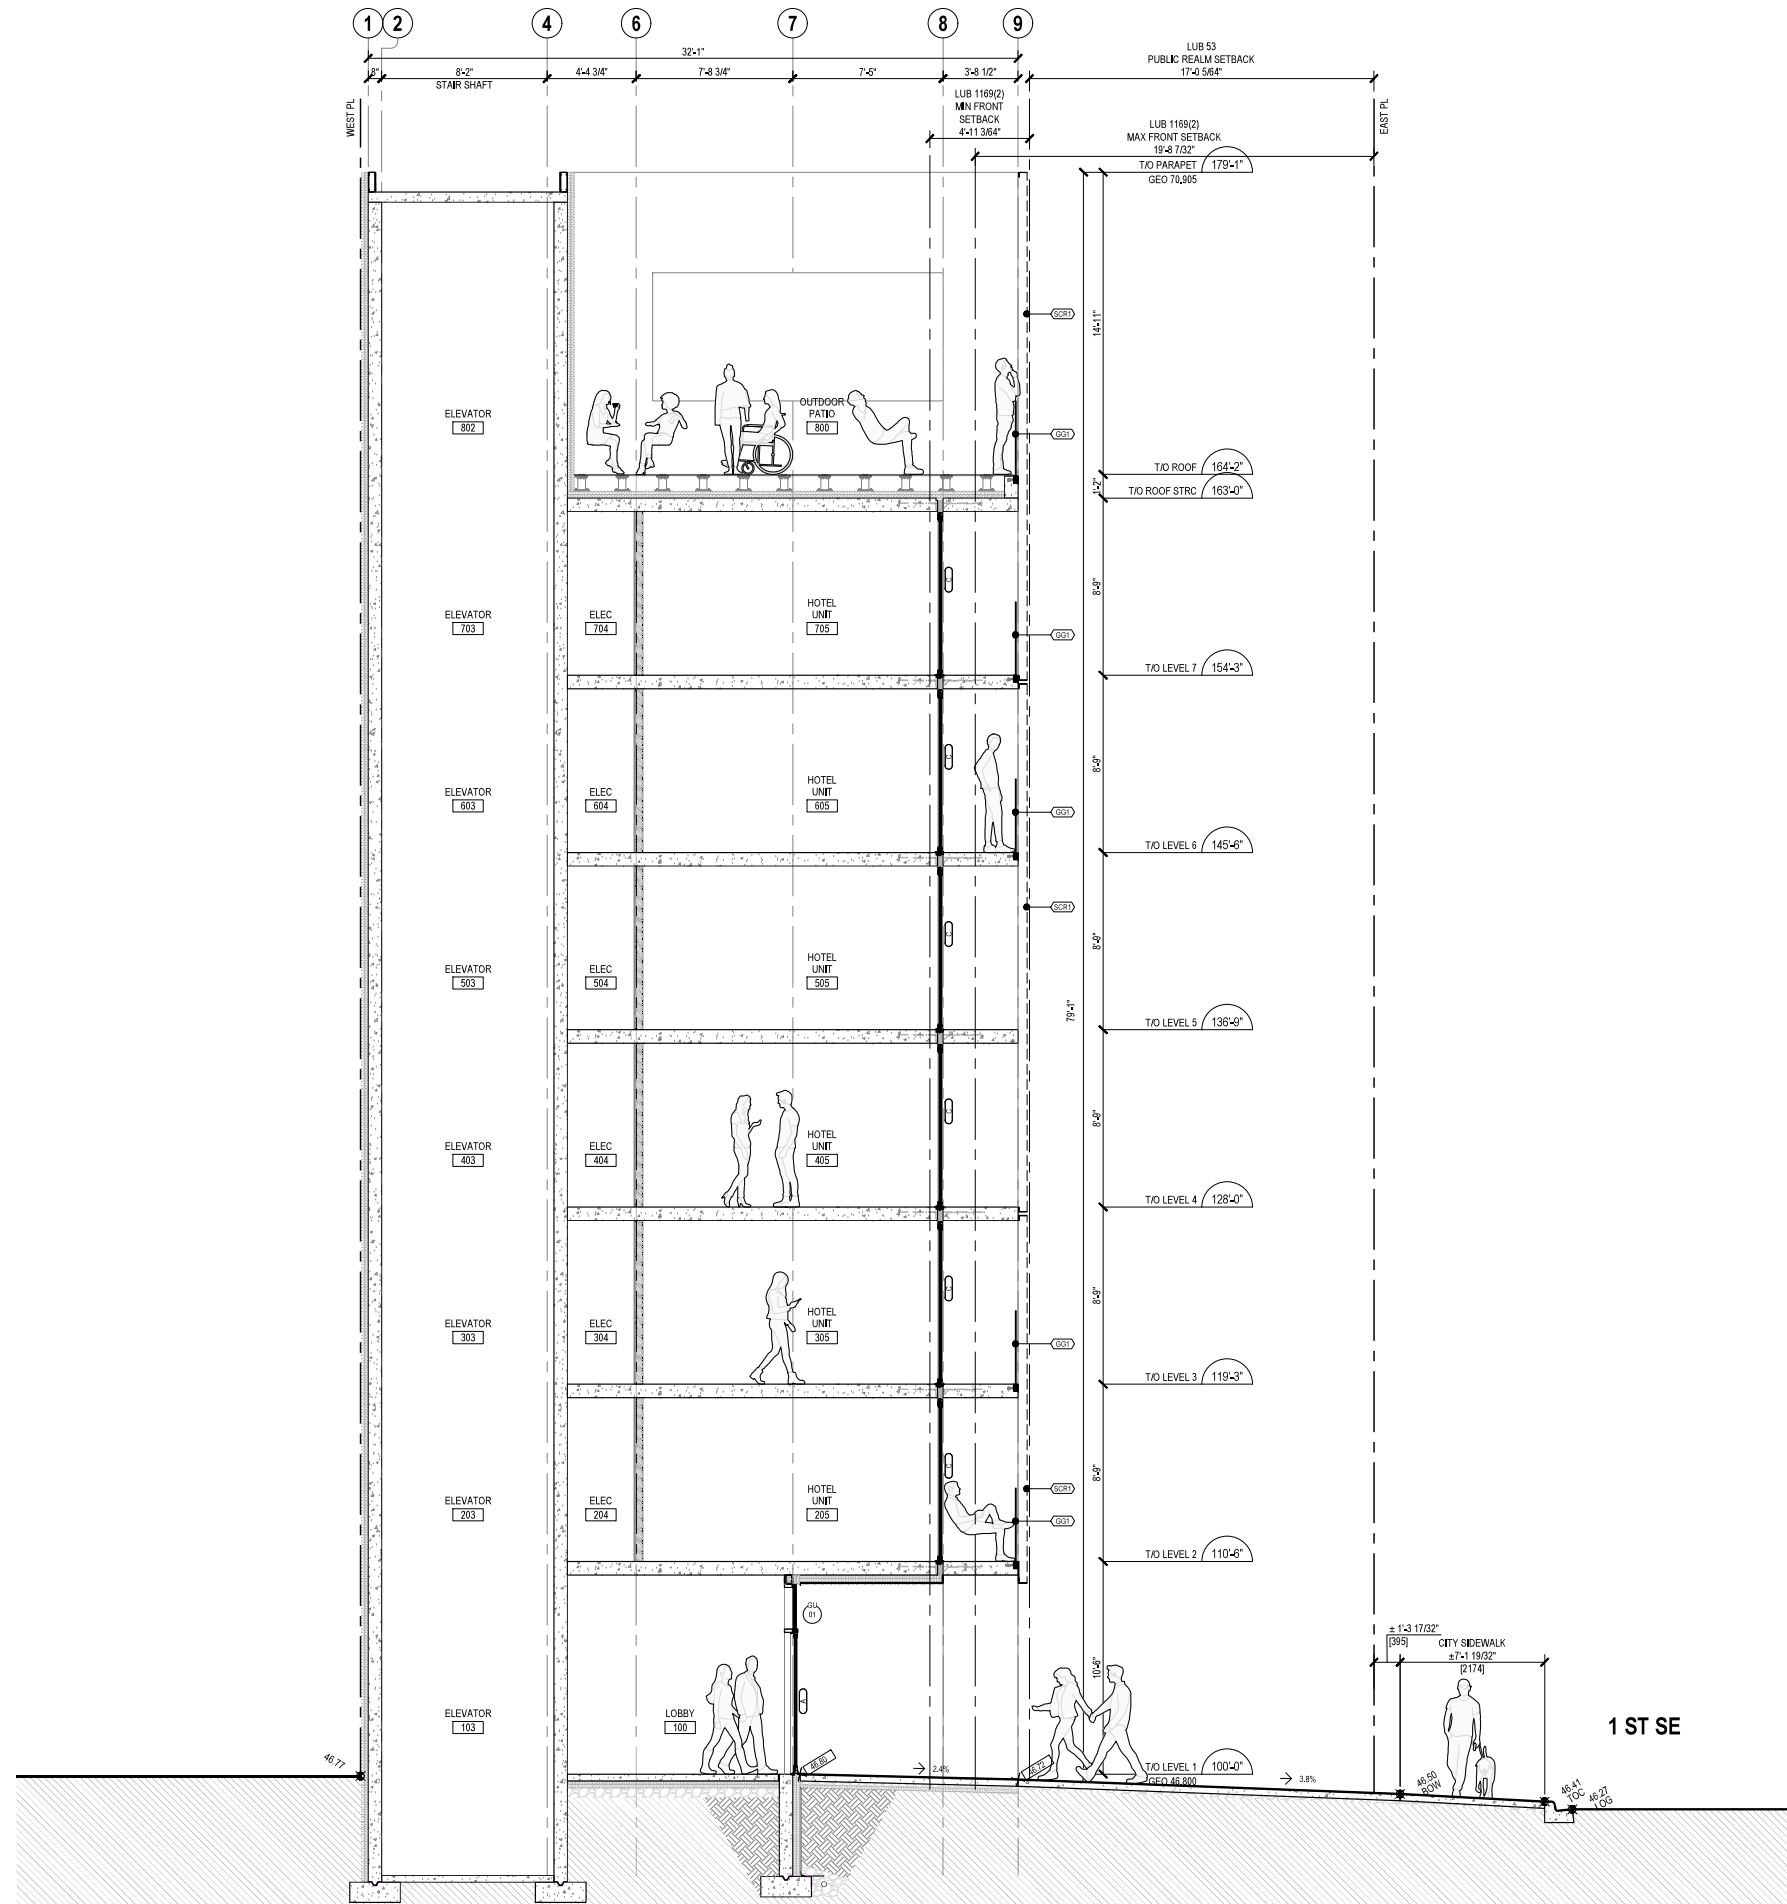 1 2 4 6 7 8 9
32'-1"
LUB 53
PUBLIC REALM SETBACK
17'-0 5/64"
8" 8'-2" 4'-4 3/4" 7'-8 3/4" 7'-5" 3'-8 1/2"
STAIR SHAFT
WEST PL
EAST PL
LUB 1169(2)
MIN FRONT
SETBACK
4'-11 3/64"
LUB 1169(2)
MAX FRONT SETBACK
19'-8 7/32"
T/O PARAPET 179'-1"
GEO 70.905
SCR1
14'-11"
ELEVATOR
802
OUTDOOR
PATIO
800
GG1
T/O ROOF 164'-2"
1'-2"
T/O ROOF STRC 163'-0"
C
8'-9"
ELEVATOR
703
ELEC
704
HOTEL
UNIT
705
GG1
T/O LEVEL 7 154'-3"
C
8'-9"
ELEVATOR
603
ELEC
604
HOTEL
UNIT
605
GG1
T/O LEVEL 6 145'-6"
SCR1
C
8'-9"
ELEVATOR
503
ELEC
504
HOTEL
UNIT
505
79'-1"
T/O LEVEL 5 136'-9"
C
8'-9"
ELEVATOR
403
ELEC
404
HOTEL
UNIT
405
T/O LEVEL 4 128'-0"
C
8'-9"
ELEVATOR
303
ELEC
304
HOTEL
UNIT
305
GG1
T/O LEVEL 3 119'-3"
C
8'-9"
ELEVATOR
203
ELEC
204
HOTEL
UNIT
205
SCR1
GG1
T/O LEVEL 2 110'-6"
GU
01
± 1'-3 17/32"
[395]
CITY SIDEWALK
±7'-1 19/32"
[2174]
10'-6"
A
ELEVATOR
103
LOBBY
100
1 ST SE
46.77
46.80
2.4%
46.72
T/O LEVEL 1 100'-0"
GEO 46.800
3.8%
46.50
ROW
46.41
TOC
46.27
LOG